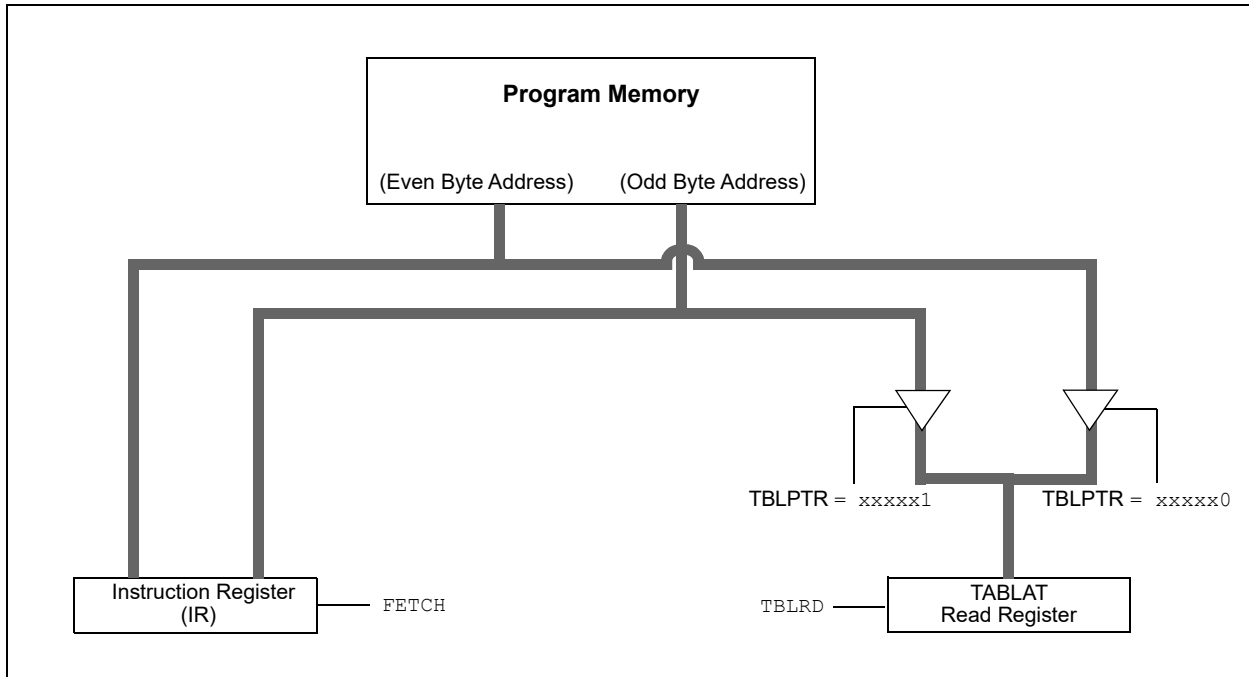 Program Memory
(Even Byte Address) (Odd Byte Address)
TBLPTR = xxxxx1 TBLPTR = xxxxx0
Instruction Register
(IR)
FETCH
TBLRD
TABLAT
Read Register